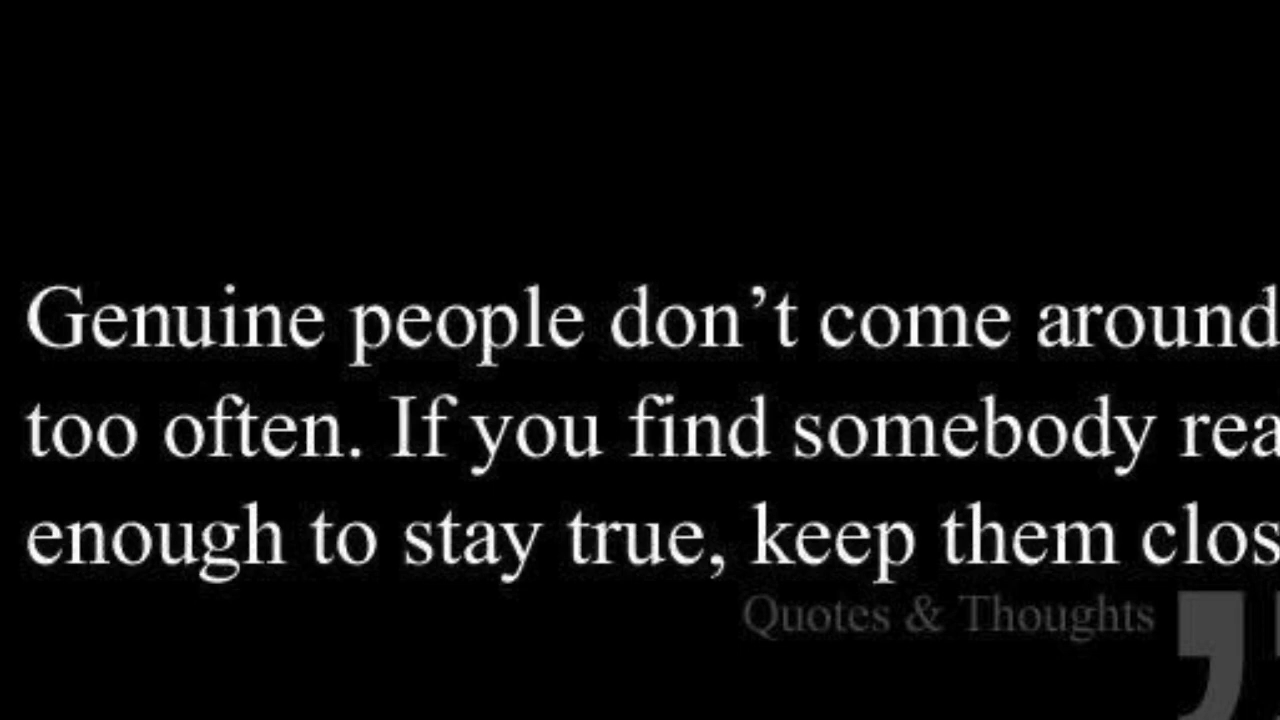 Genuine people don’t come around
too often. If you find somebody rea
enough to stay true, keep them clos
Quotes & Thoughts